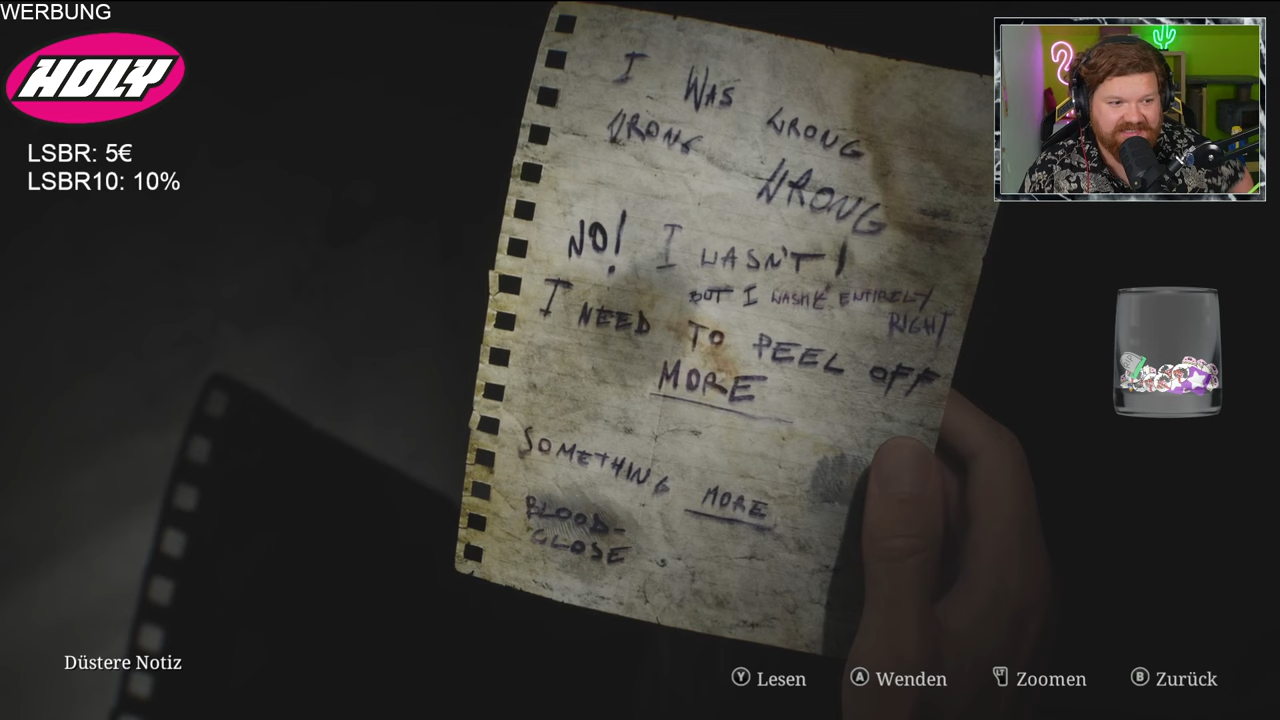 WERBUNG
HOLY
LSBR: 5€
LSBR10: 10%
I WAS WRONG
WRONG
WRONG
NO! I WASN'T!
BUT I WASN'T ENTIRELY
RIGHT
I NEED TO PEEL OFF
MORE
SOMETHING MORE
BLOOD-
CLOSE.
Düstere Notiz
Y Lesen
A Wenden
LT Zoomen
B Zurück